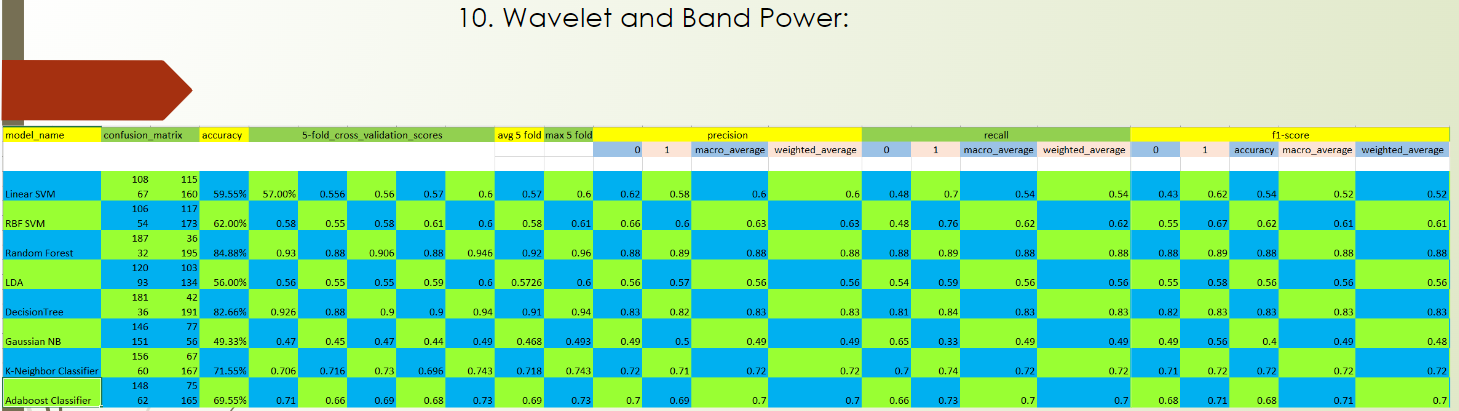 10. Wavelet and Band Power:
model_name confusion_matrix accuracy 5-fold_cross_validation_scores avg 5 fold max 5 fold precision recall f1-score
0 1 macro_average weighted_average 0 1 macro_average weighted_average 0 1 accuracy macro_average weighted_average
108 115
Linear SVM 67 160 59.55% 57.00% 0.556 0.56 0.57 0.6 0.57 0.6 0.62 0.58 0.6 0.6 0.48 0.7 0.54 0.54 0.43 0.62 0.54 0.52 0.52
106 117
RBF SVM 54 173 62.00% 0.58 0.55 0.58 0.61 0.6 0.58 0.61 0.66 0.6 0.63 0.63 0.48 0.76 0.62 0.62 0.55 0.67 0.62 0.61 0.61
187 36
Random Forest 32 195 84.88% 0.93 0.88 0.906 0.88 0.946 0.92 0.96 0.88 0.89 0.88 0.88 0.88 0.89 0.88 0.88 0.88 0.89 0.88 0.88 0.88
120 103
LDA 93 134 56.00% 0.56 0.55 0.55 0.59 0.6 0.5726 0.6 0.56 0.57 0.56 0.56 0.54 0.59 0.56 0.56 0.55 0.58 0.56 0.56 0.56
181 42
DecisionTree 36 191 82.66% 0.926 0.88 0.9 0.9 0.94 0.91 0.94 0.83 0.82 0.83 0.83 0.81 0.84 0.83 0.83 0.82 0.83 0.83 0.83 0.83
146 77
Gaussian NB 151 56 49.33% 0.47 0.45 0.47 0.44 0.49 0.468 0.493 0.49 0.5 0.49 0.49 0.65 0.33 0.49 0.49 0.49 0.56 0.4 0.49 0.48
156 67
K-Neighbor Classifier 60 167 71.55% 0.706 0.716 0.73 0.696 0.743 0.718 0.743 0.72 0.71 0.72 0.72 0.7 0.74 0.72 0.72 0.71 0.72 0.72 0.72 0.72
148 75
Adaboost Classifier 62 165 69.55% 0.71 0.66 0.69 0.68 0.73 0.69 0.73 0.7 0.69 0.7 0.7 0.66 0.73 0.7 0.7 0.68 0.71 0.68 0.71 0.7